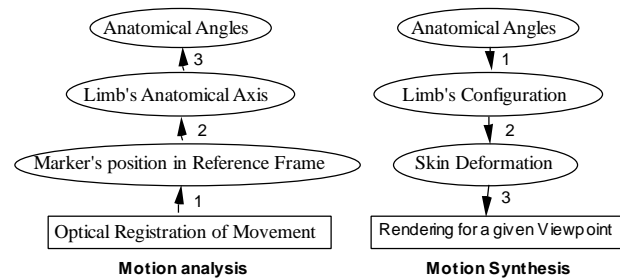 Anatomical Angles
3
Limb's Anatomical Axis
2
Marker's position in Reference Frame
1
Optical Registration of Movement
Motion analysis
Anatomical Angles
1
Limb's Configuration
2
Skin Deformation
3
Rendering for a given Viewpoint
Motion Synthesis